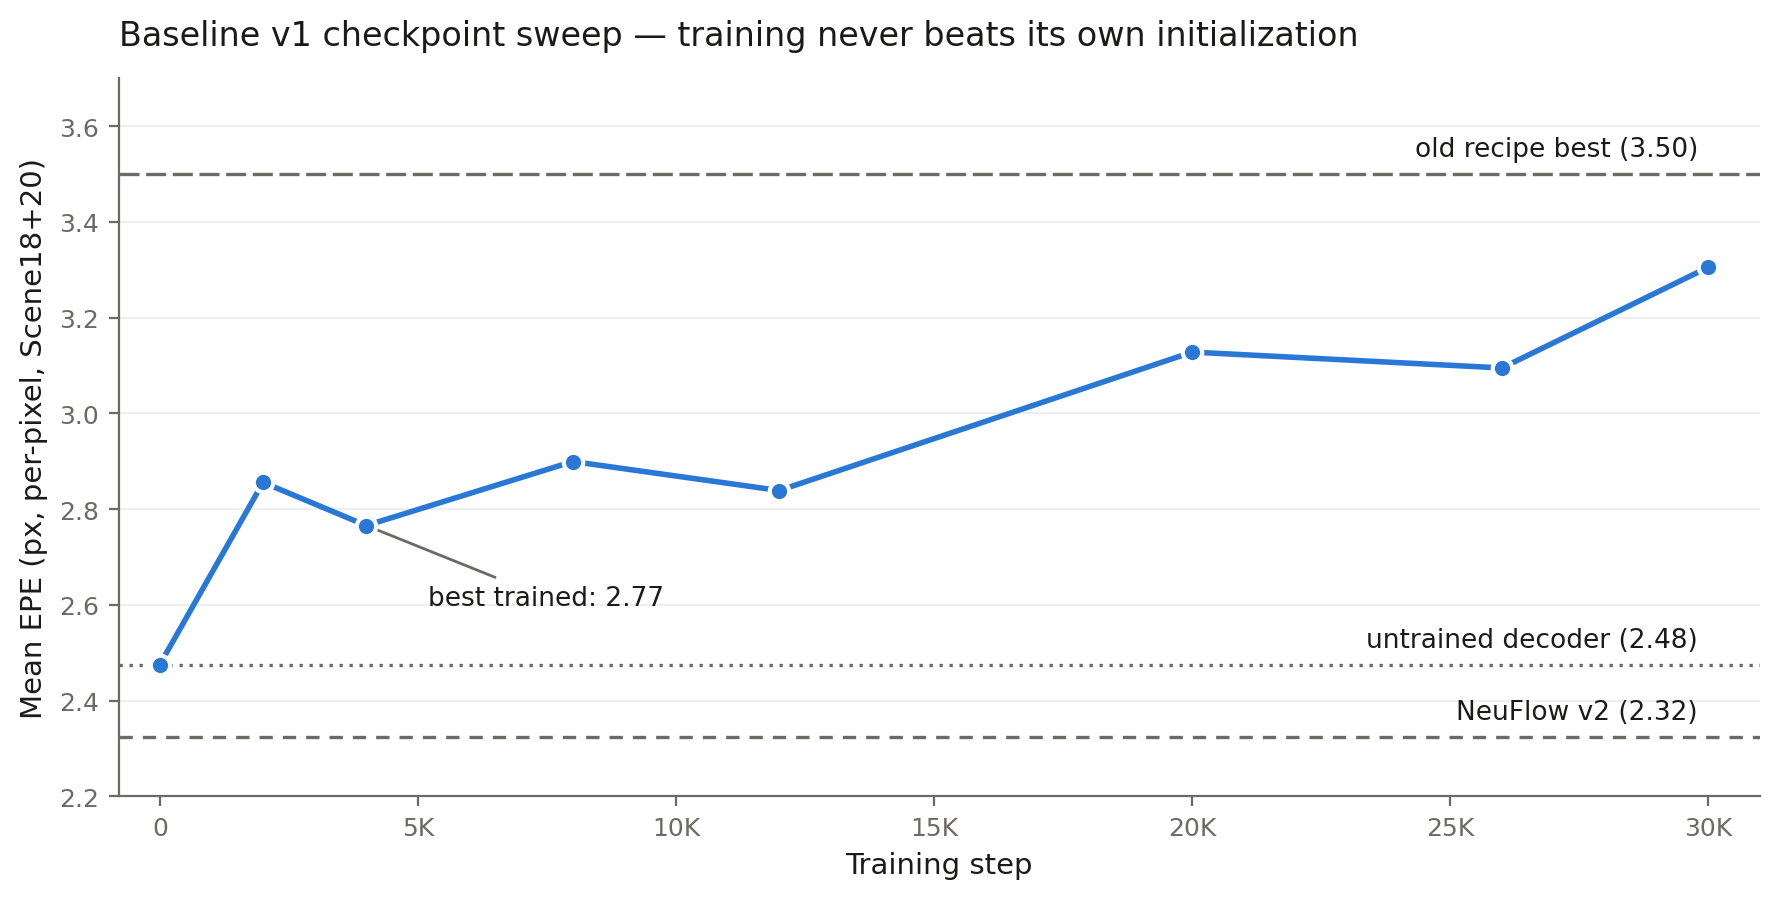 Baseline v1 checkpoint sweep — training never beats its own initialization
Mean EPE (px, per-pixel, Scene18+20)
3.6
3.4
3.2
3.0
2.8
2.6
2.4
2.2
old recipe best (3.50)
best trained: 2.77
untrained decoder (2.48)
NeuFlow v2 (2.32)
0
5K
10K
15K
20K
25K
30K
Training step